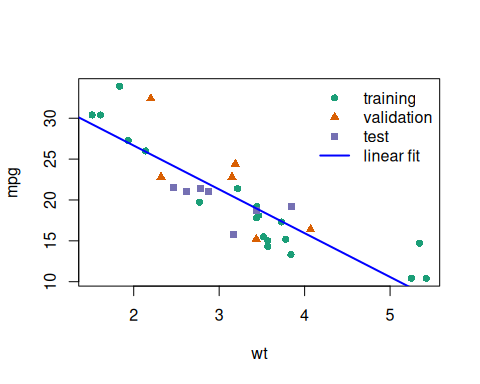 training
validation
test
linear fit
mpg
30
25
20
15
10
2 3 4 5
wt